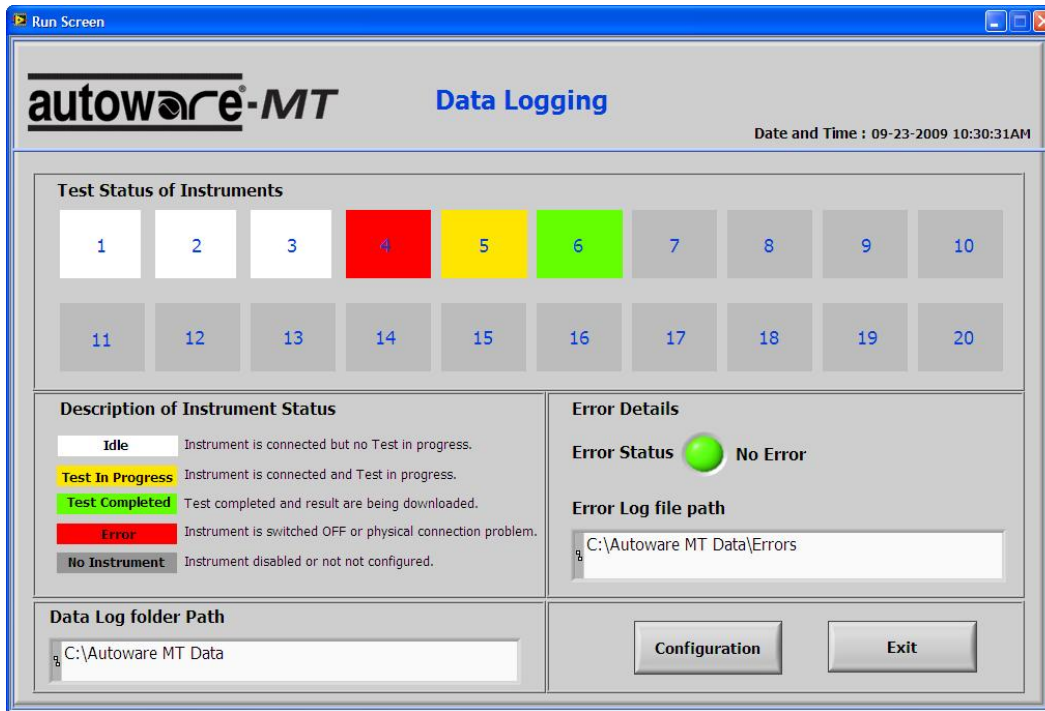 Run Screen
autoware®-MT
Data Logging
Date and Time : 09-23-2009 10:30:31AM
Test Status of Instruments
1 2 3 4 5 6 7 8 9 10
11 12 13 14 15 16 17 18 19 20
Description of Instrument Status
Idle Instrument is connected but no Test in progress.
Test In Progress Instrument is connected and Test in progress.
Test Completed Test completed and result are being downloaded.
Error Instrument is switched OFF or physical connection problem.
No Instrument Instrument disabled or not not configured.
Error Details
Error Status No Error
Error Log file path
C:\Autoware MT Data\Errors
Data Log folder Path
C:\Autoware MT Data
Configuration Exit